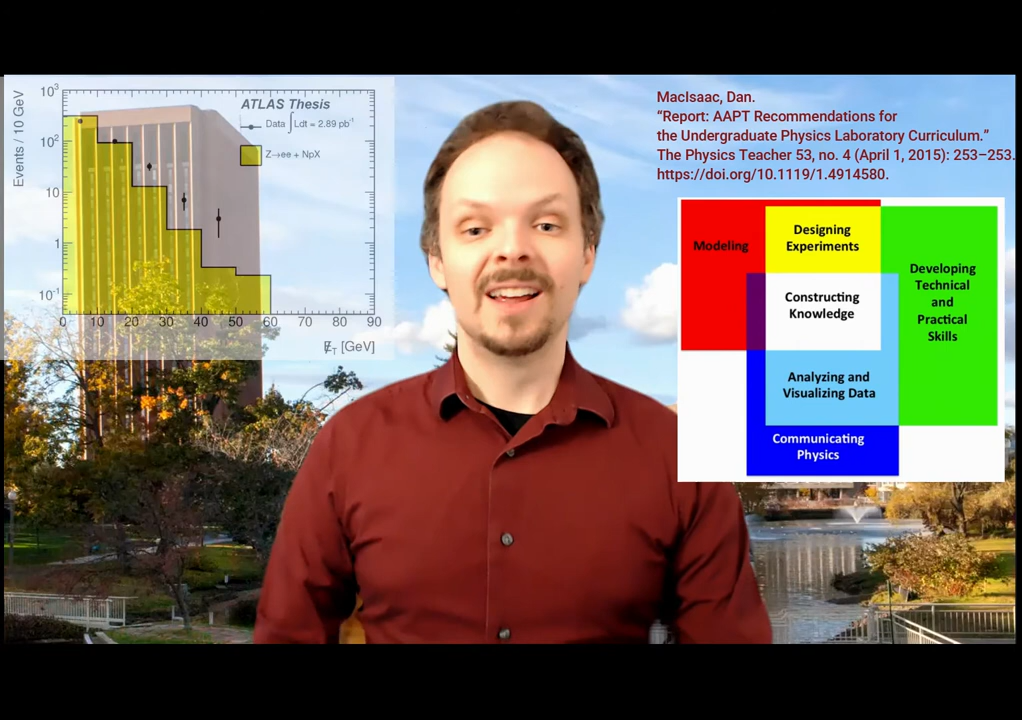 10³
10²
10
1
10⁻¹
Events / 10 GeV
ATLAS Thesis
Data ∫Ldt = 2.89 pb⁻¹
Z→ee + NpX
0 10 20 30 40 50 60 70 80 90
E̸_T [GeV]
MacIsaac, Dan.
“Report: AAPT Recommendations for
the Undergraduate Physics Laboratory Curriculum.”
The Physics Teacher 53, no. 4 (April 1, 2015): 253–253.
https://doi.org/10.1119/1.4914580.
Modeling
Designing
Experiments
Constructing
Knowledge
Developing
Technical
and
Practical
Skills
Analyzing and
Visualizing Data
Communicating
Physics